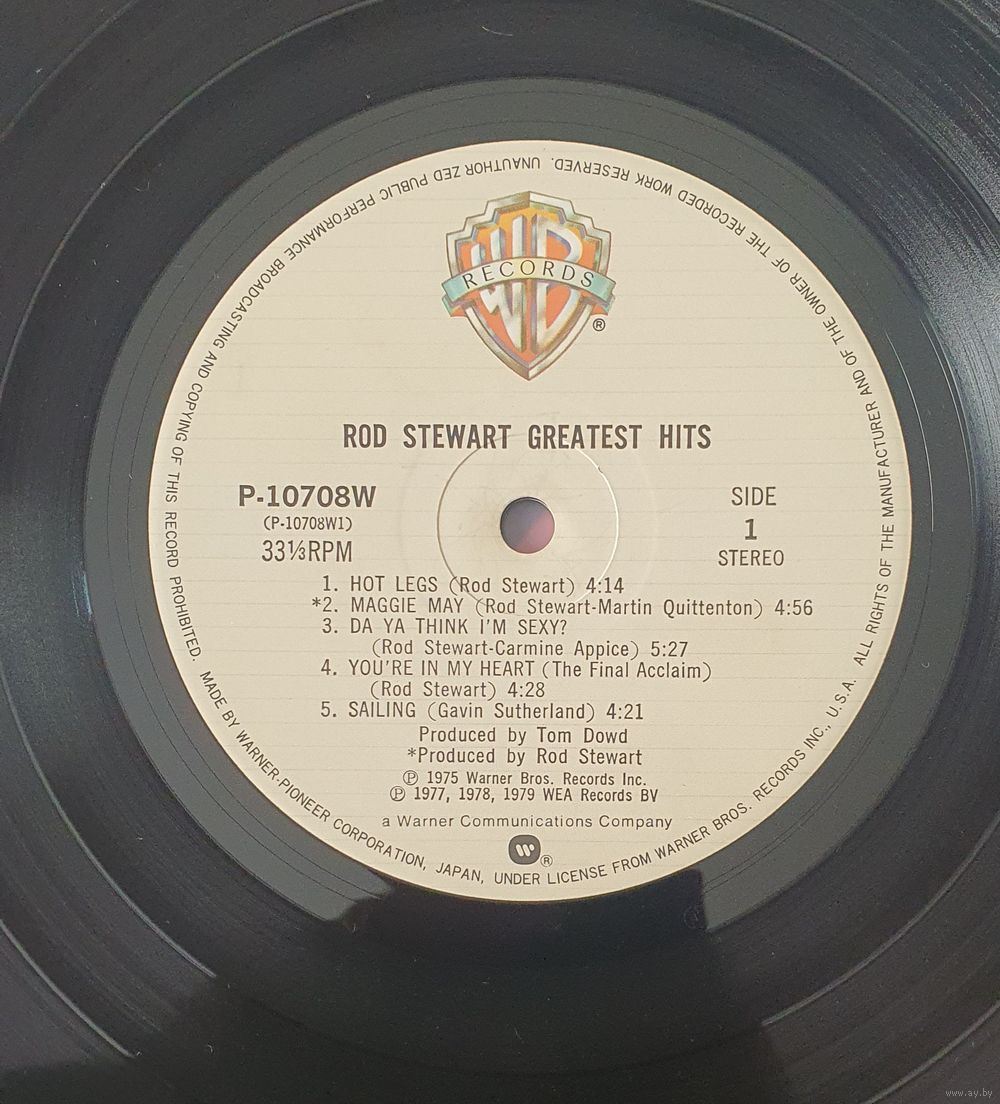 WB
RECORDS
®
ROD STEWART GREATEST HITS
P-10708W
(P-10708W1)
33⅓RPM
SIDE
1
STEREO
1. HOT LEGS (Rod Stewart) 4:14
*2. MAGGIE MAY (Rod Stewart-Martin Quittenton) 4:56
3. DA YA THINK I'M SEXY?
(Rod Stewart-Carmine Appice) 5:27
4. YOU'RE IN MY HEART (The Final Acclaim)
(Rod Stewart) 4:28
5. SAILING (Gavin Sutherland) 4:21
Produced by Tom Dowd
*Produced by Rod Stewart
Ⓟ 1975 Warner Bros. Records Inc.
Ⓟ 1977, 1978, 1979 WEA Records BV
a Warner Communications Company
W®
MADE BY WARNER-PIONEER CORPORATION, JAPAN, UNDER LICENSE FROM WARNER BROS. RECORDS INC., U.S.A. ALL RIGHTS OF THE MANUFACTURER AND OF THE OWNER OF THE RECORDED WORK RESERVED. UNAUTHOR ZED PUBLIC PERFORMANCE BROADCASTING AND COPYING OF THIS RECORD PROHIBITED.
www.ay.by